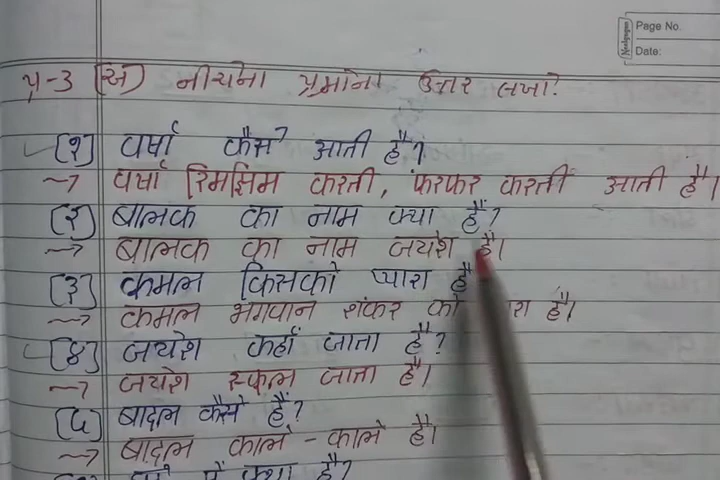 Page No.
Date:
Navneet
प्र-3 (अ) नीचेना प्रश्नोंना उत्तर लखो?
(१) वर्षा कैसे आती है?
→ वर्षा रिमझिम करती, फरफर करती आती है।
(२) बालक का नाम क्या है?
→ बालक का नाम जयेश है।
(३) कमल किसको प्यारा है
→ कमल भगवान शंकर को है।
(४) जयेश कहाँ जाता है?
→ जयेश स्कूल जाता है।
(५) बादल कैसे हैं?
→ बादल काले - काले है।